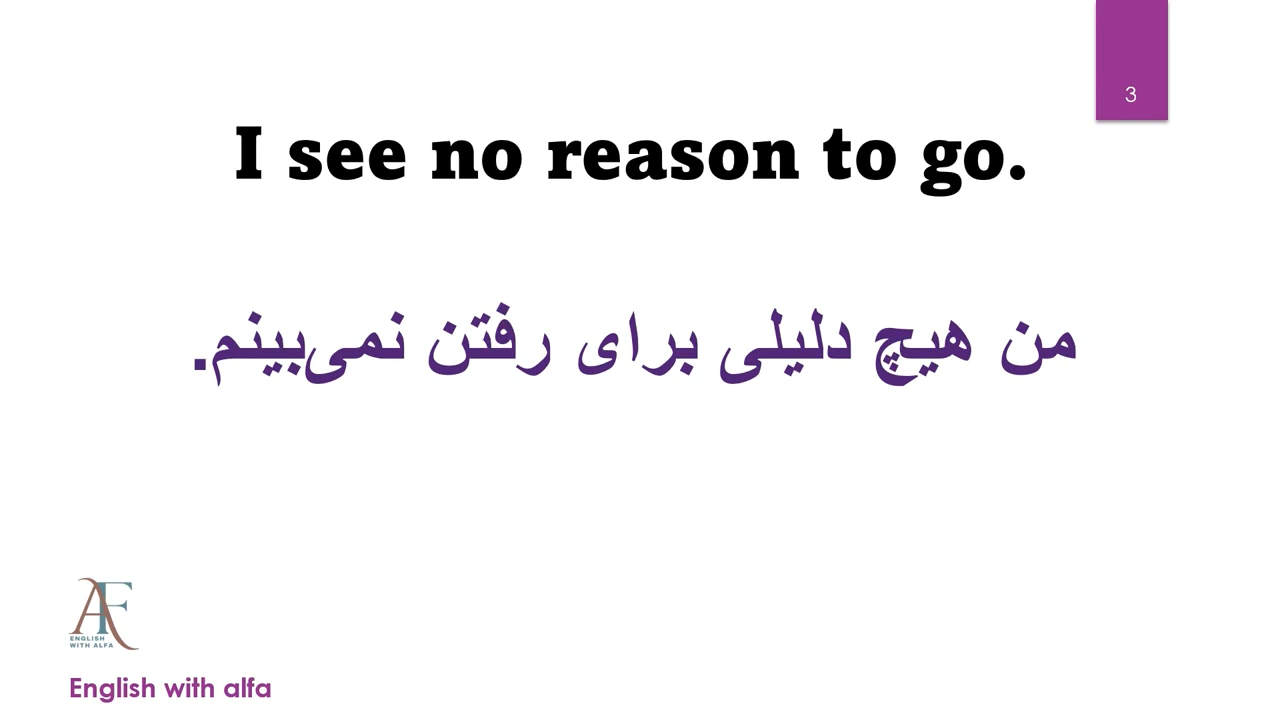 3
I see no reason to go.
من هیچ دلیلی برای رفتن نمی‌بینم.
AF
ENGLISH
WITH ALFA
English with alfa